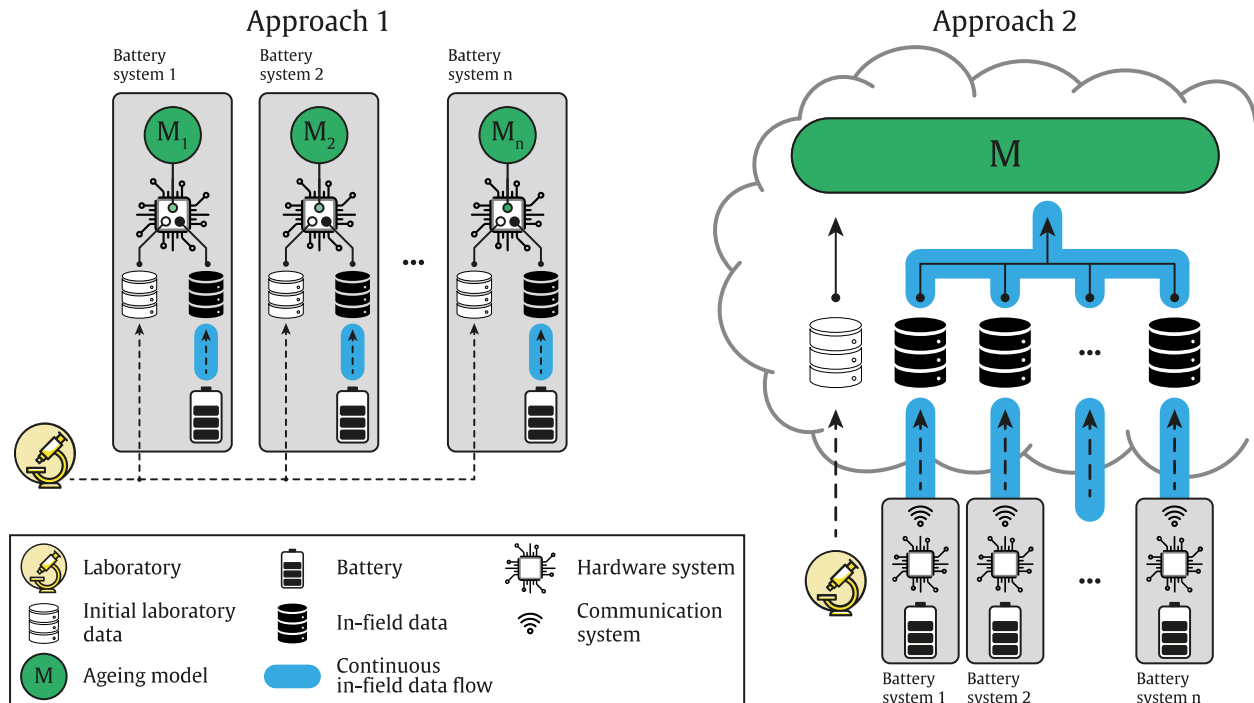 Approach 1
Battery
system 1
Battery
system 2
Battery
system n
M1
M2
Mn
...
Approach 2
M
...
...
Battery
system 1
Battery
system 2
Battery
system n
Laboratory
Battery
Hardware system
Initial laboratory
data
In-field data
Communication
system
M
Ageing model
Continuous
in-field data flow